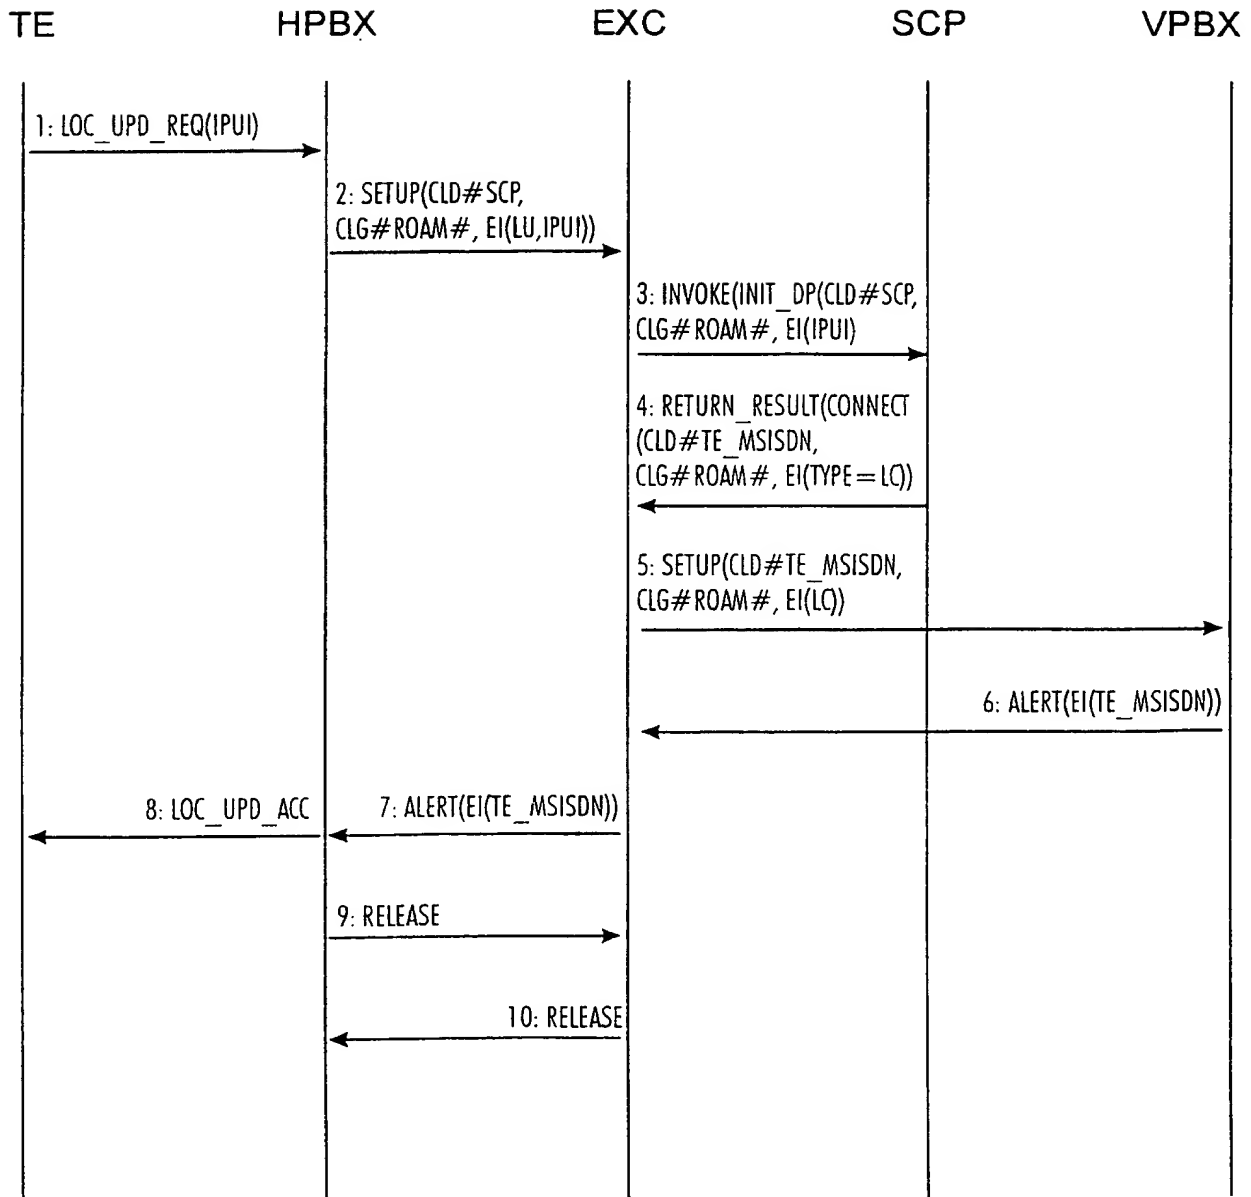 TE HPBX EXC SCP VPBX
1: LOC_UPD_REQ(IPUI)
2: SETUP(CLD#SCP,
CLG#ROAM#, EI(LU,IPUI))
3: INVOKE(INIT_DP(CLD#SCP,
CLG#ROAM#, EI(IPUI)
4: RETURN_RESULT(CONNECT
(CLD#TE_MSISDN,
CLG#ROAM#, EI(TYPE=LC))
5: SETUP(CLD#TE_MSISDN,
CLG#ROAM#, EI(LC))
6: ALERT(EI(TE_MSISDN))
8: LOC_UPD_ACC
7: ALERT(EI(TE_MSISDN))
9: RELEASE
10: RELEASE